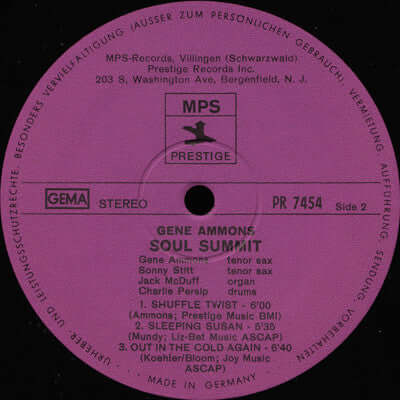 URHEBER- UND LEISTUNGSSCHUTZRECHTE, BESONDERS VERVIELFÄLTIGUNG (AUSSER ZUM PERSÖNLICHEN GEBRAUCH), VERMIETUNG, AUFFÜHRUNG, SENDUNG, VORBEHALTEN
MPS-Records, Villingen (Schwarzwald)
Prestige Records Inc.
203 S, Washington Ave, Bergenfield, N. J.
MPS
PRESTIGE
GEMA STEREO PR 7454 Side 2
GENE AMMONS
SOUL SUMMIT
Gene Ammons tenor sax
Sonny Stitt tenor sax
Jack McDuff organ
Charlie Persip drums
1. SHUFFLE TWIST - 6'00
(Ammons; Prestige Music BMI)
2. SLEEPING SUSAN - 5'35
(Mundy; Liz-Bet Music ASCAP)
3. OUT IN THE COLD AGAIN - 6'40
(Koehler/Bloom; Joy Music
ASCAP)
... MADE IN GERMANY ...